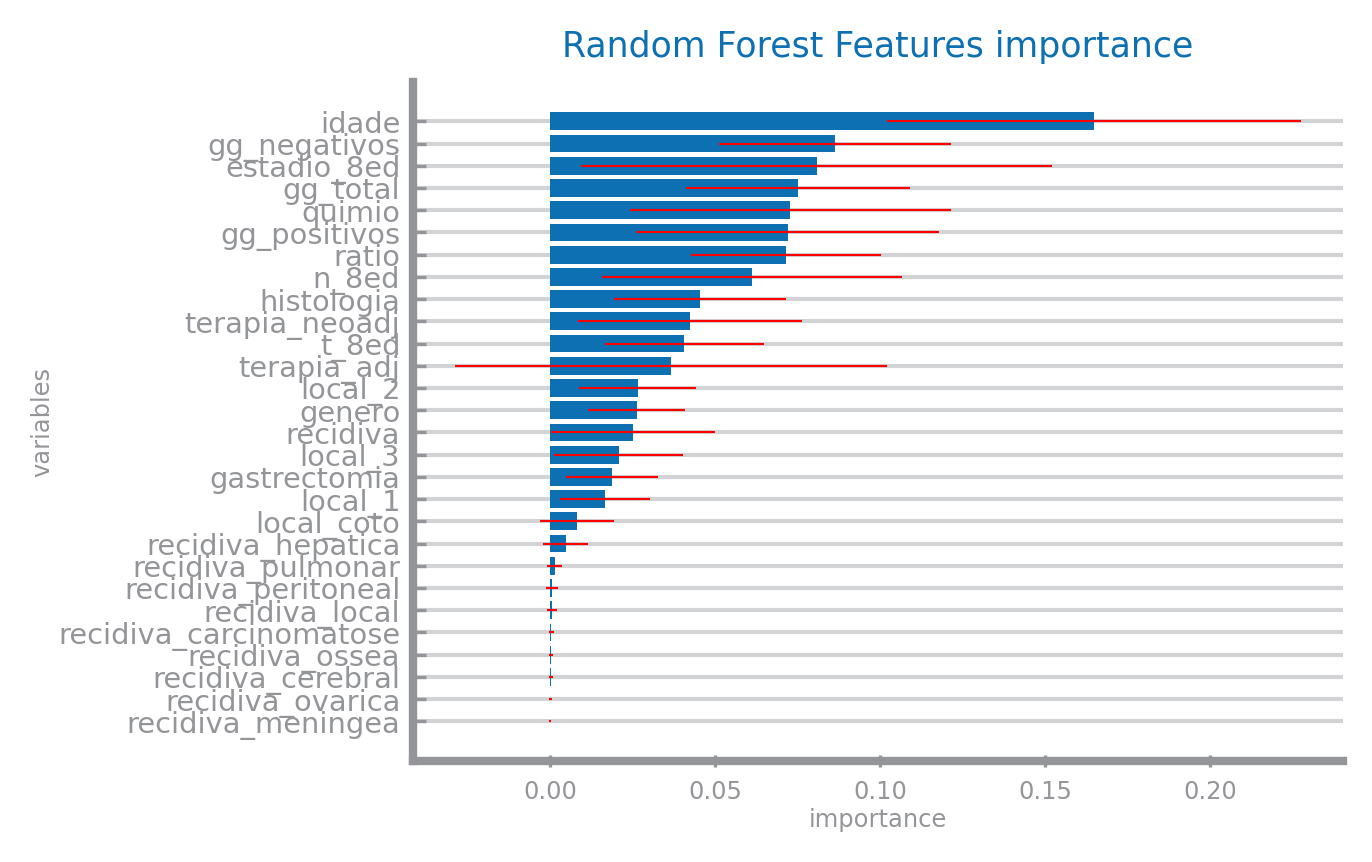 Random Forest Features importance
idade
gg_negativos
estadio_8ed
gg_total
quimio
gg_positivos
ratio
n_8ed
histologia
terapia_neoadj
t_8ed
terapia_adj
local_2
genero
recidiva
local_3
gastrectomia
local_1
local_coto
recidiva_hepatica
recidiva_pulmonar
recidiva_peritoneal
recidiva_local
recidiva_carcinomatose
recidiva_ossea
recidiva_cerebral
recidiva_ovarica
recidiva_meningea
variables
0.00 0.05 0.10 0.15 0.20
importance